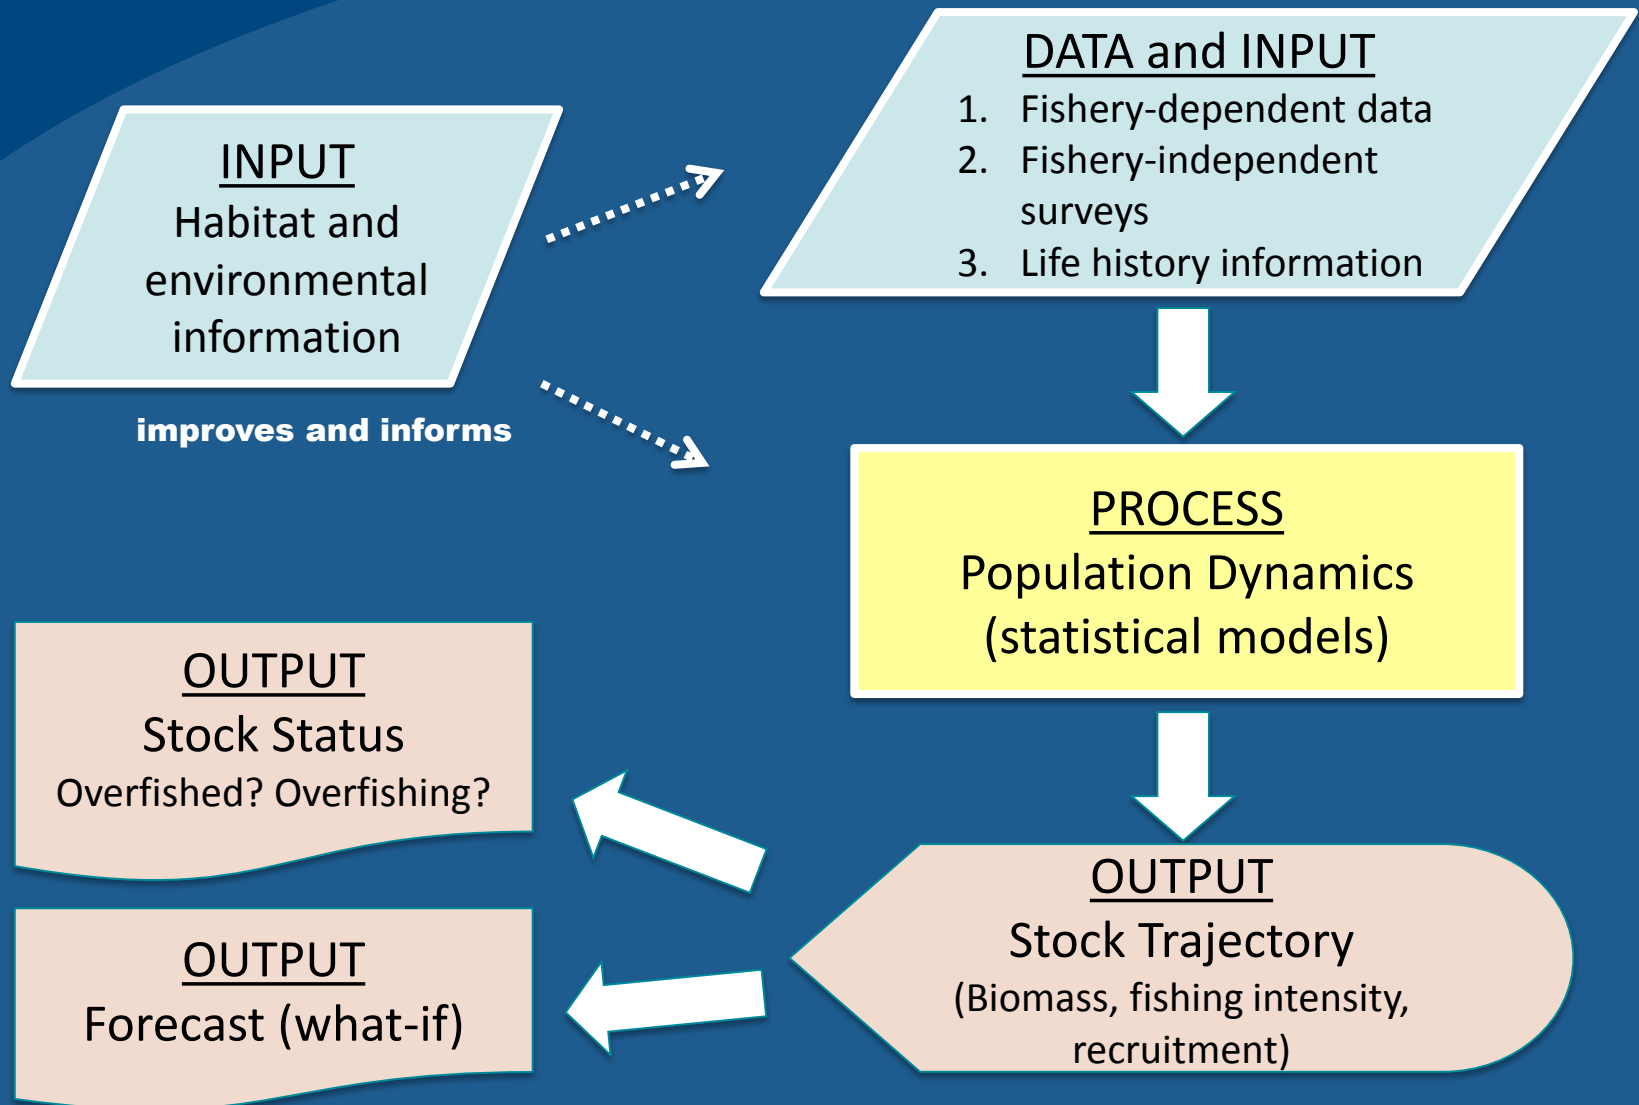 INPUT
Habitat and
environmental
information
improves and informs
DATA and INPUT
1. Fishery-dependent data
2. Fishery-independent
surveys
3. Life history information
PROCESS
Population Dynamics
(statistical models)
OUTPUT
Stock Trajectory
(Biomass, fishing intensity,
recruitment)
OUTPUT
Stock Status
Overfished? Overfishing?
OUTPUT
Forecast (what-if)